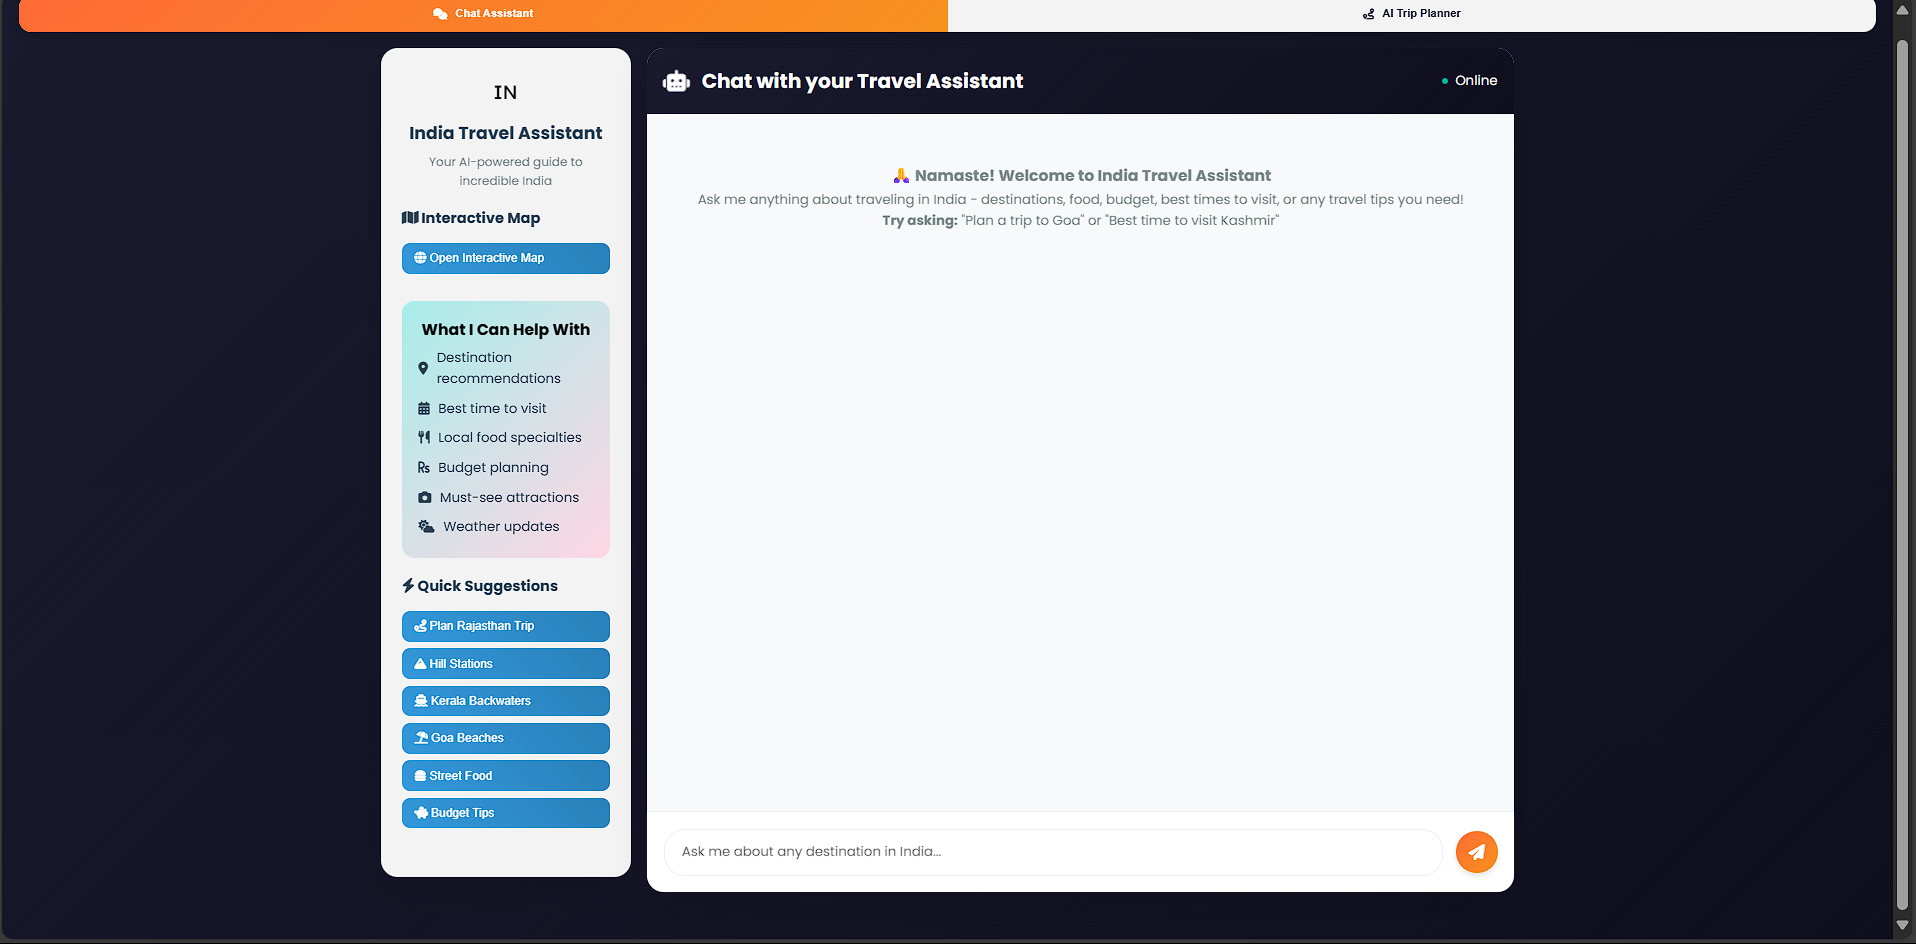 Chat Assistant
AI Trip Planner
IN
India Travel Assistant
Your AI-powered guide to
incredible India
Interactive Map
Open Interactive Map
What I Can Help With
Destination
recommendations
Best time to visit
Local food specialties
₨ Budget planning
Must-see attractions
Weather updates
Quick Suggestions
Plan Rajasthan Trip
Hill Stations
Kerala Backwaters
Goa Beaches
Street Food
Budget Tips
Chat with your Travel Assistant
Online
🙏 Namaste! Welcome to India Travel Assistant
Ask me anything about traveling in India - destinations, food, budget, best times to visit, or any travel tips you need!
Try asking: "Plan a trip to Goa" or "Best time to visit Kashmir"
Ask me about any destination in India...